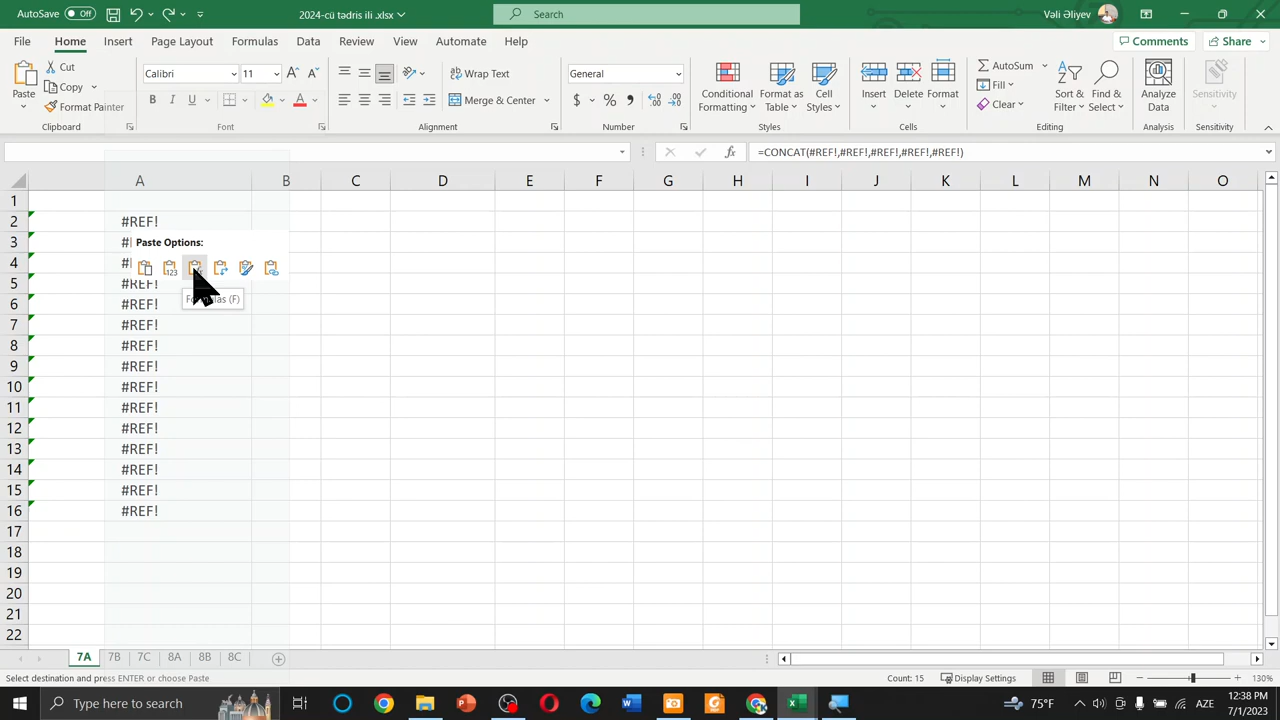 AutoSave Off 2024-cü tədris ili .xlsx Search Vəli Əliyev
File Home Insert Page Layout Formulas Data Review View Automate Help Comments Share
Cut Calibri 11 Wrap Text General AutoSum
Copy Fill
Paste Format Painter B I U Merge & Center $ % , Conditional Formatting Format as Table Cell Styles Insert Delete Format Clear Sort & Filter Find & Select Analyze Data Sensitivity
Clipboard Font Alignment Number Styles Cells Editing Analysis Sensitivity
fx =CONCAT(#REF!,#REF!,#REF!,#REF!,#REF!)
A B C D E F G H I J K L M N O
1
2 #REF!
3 Paste Options:
4
5 #REF!
Formulas (F)
6 #REF!
7 #REF!
8 #REF!
9 #REF!
10 #REF!
11 #REF!
12 #REF!
13 #REF!
14 #REF!
15 #REF!
16 #REF!
17
18
19
20
21
22
7A 7B 7C 8A 8B 8C
Select destination and press ENTER or choose Paste Count: 15 Display Settings 130%
Type here to search 75°F AZE 12:38 PM
7/1/2023